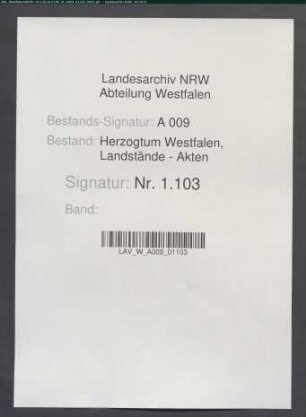 Landesarchiv NRW
Abteilung Westfalen
Bestands-Signatur: A 009
Bestand: Herzogtum Westfalen,
Landstände - Akten
Signatur: Nr. 1.103
Band:
LAV_W_A009_01103